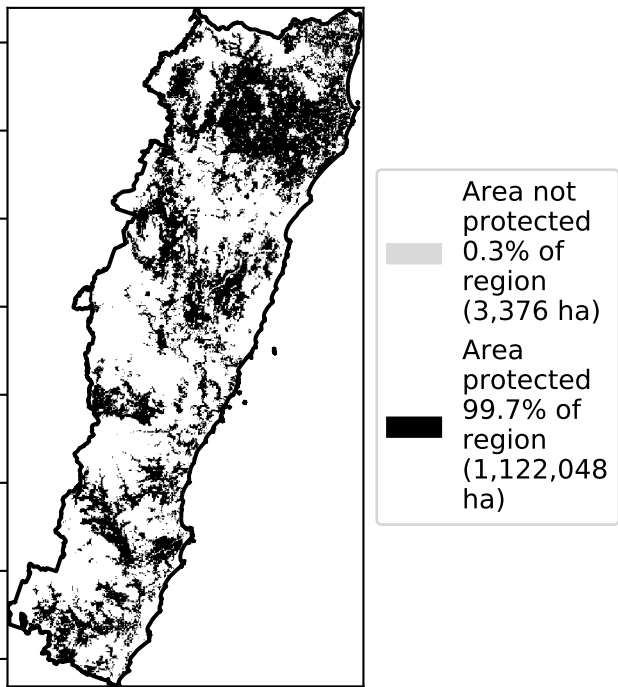 Area not
protected
0.3% of
region
(3,376 ha)
Area
protected
99.7% of
region
(1,122,048
ha)